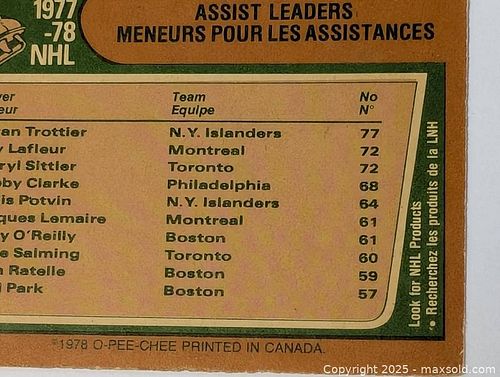 1977
-78
NHL
ASSIST LEADERS
MENEURS POUR LES ASSISTANCES
yer Team No
eur Equipe N°
an Trottier N.Y. Islanders 77
y Lafleur Montreal 72
ryl Sittler Toronto 72
bby Clarke Philadelphia 68
is Potvin N.Y. Islanders 64
ques Lemaire Montreal 61
y O'Reilly Boston 61
e Salming Toronto 60
n Ratelle Boston 59
d Park Boston 57
Look for NHL Products
• Recherchez les produits de la LNH
©1978 O-PEE-CHEE PRINTED IN CANADA.
Copyright 2025 - maxsold.com